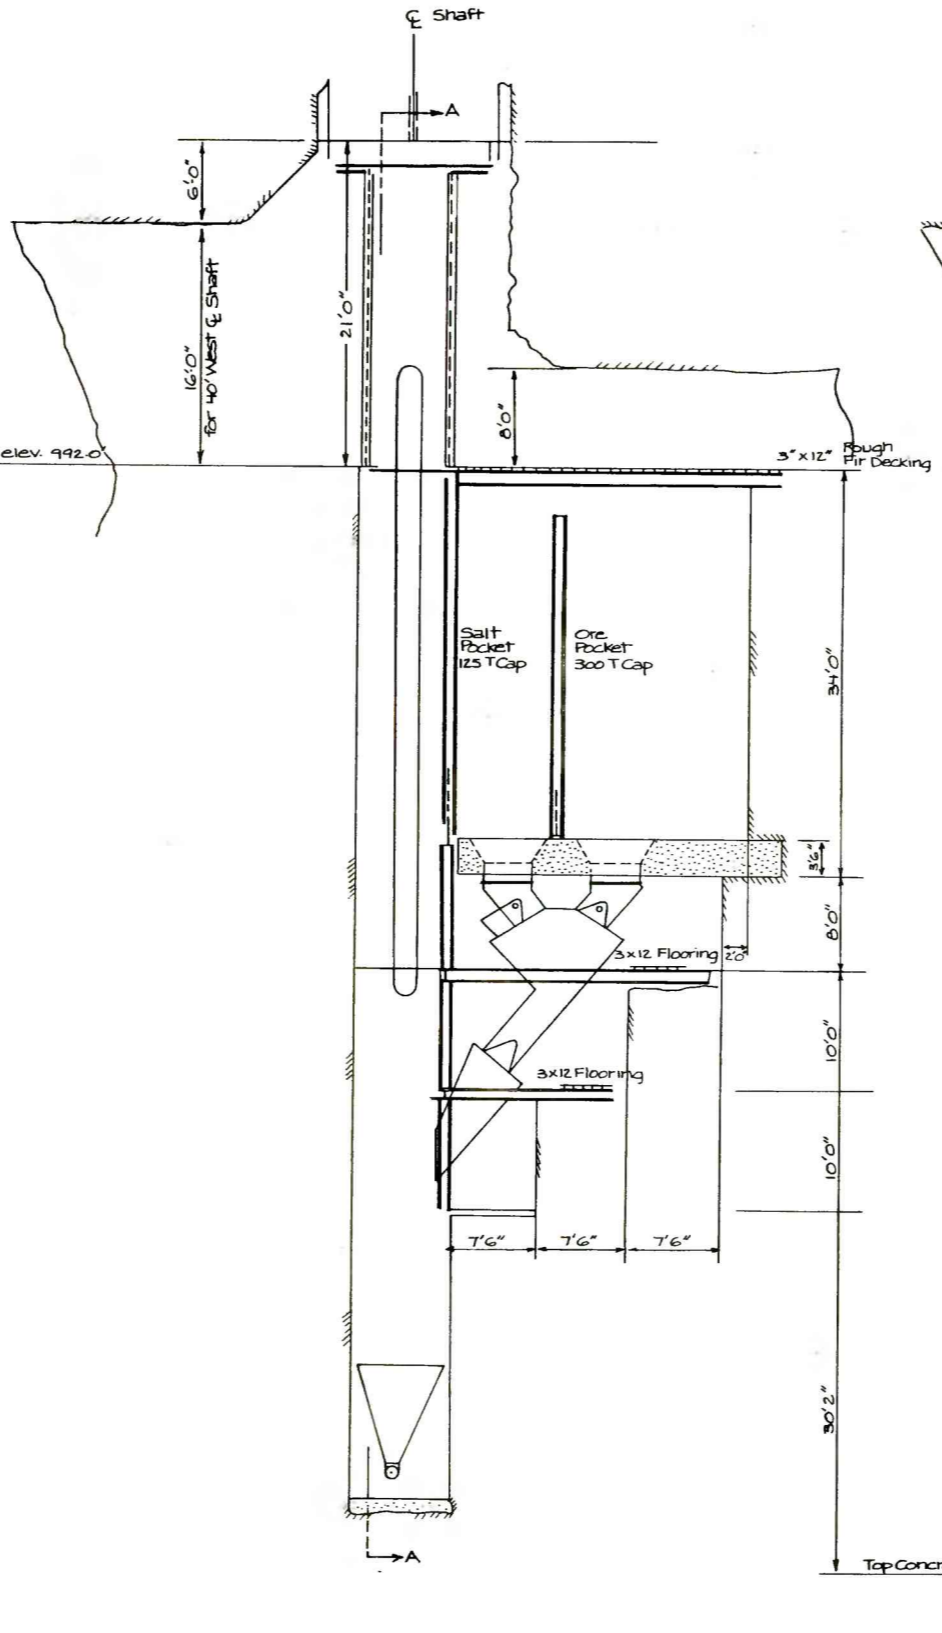 ℄ Shaft
A
6'0"
16'0"
for 40' West ℄ Shaft
21'0"
8'0"
elev. 992.0'
3" x 12" Rough
Fir Decking
Salt
Pocket
125 T Cap
Ore
Pocket
300 T Cap
34'0"
3'6"
8'0"
3x12 Flooring
2'0"
10'0"
3x12 Flooring
10'0"
7'6"
7'6"
7'6"
30'2"
A
Top Concr